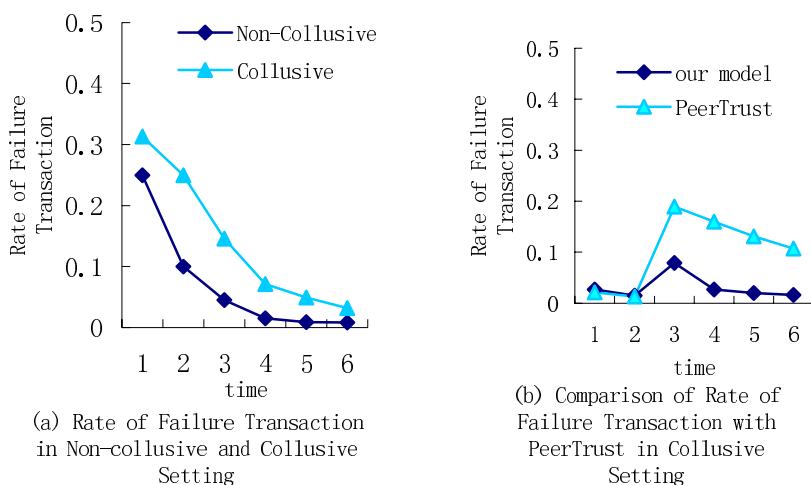 0.5
0.4
0.3
0.2
0.1
0
Rate of Failure
Transaction
Non-Collusive
Collusive
1 2 3 4 5 6
time
(a) Rate of Failure Transaction
in Non-collusive and Collusive
Setting
0.5
0.4
0.3
0.2
0.1
0
Rate of Failure
Transaction
our model
PeerTrust
1 2 3 4 5 6
time
(b) Comparison of Rate of
Failure Transaction with
PeerTrust in Collusive
Setting